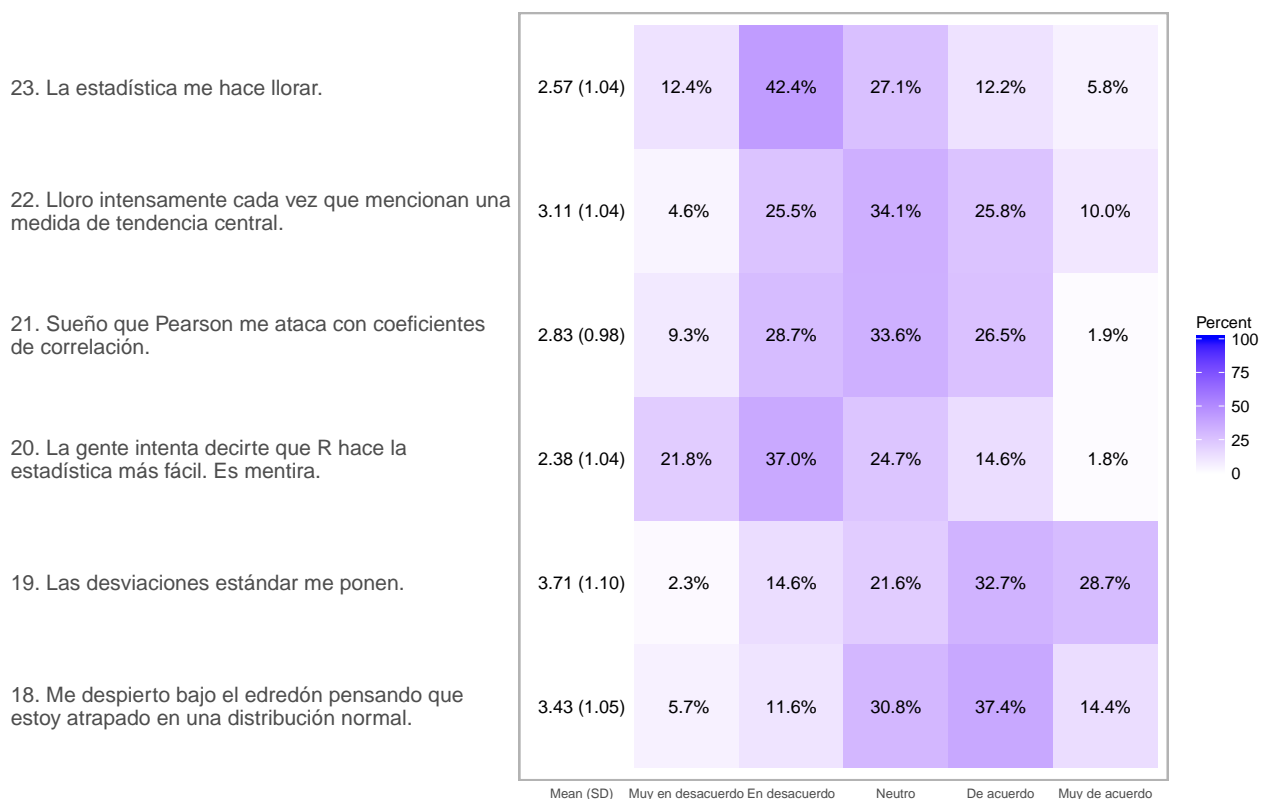 23. La estadística me hace llorar.
2.57 (1.04) 12.4% 42.4% 27.1% 12.2% 5.8%
22. Lloro intensamente cada vez que mencionan una
medida de tendencia central.
3.11 (1.04) 4.6% 25.5% 34.1% 25.8% 10.0%
21. Sueño que Pearson me ataca con coeficientes
de correlación.
2.83 (0.98) 9.3% 28.7% 33.6% 26.5% 1.9%
20. La gente intenta decirte que R hace la
estadística más fácil. Es mentira.
2.38 (1.04) 21.8% 37.0% 24.7% 14.6% 1.8%
19. Las desviaciones estándar me ponen.
3.71 (1.10) 2.3% 14.6% 21.6% 32.7% 28.7%
18. Me despierto bajo el edredón pensando que
estoy atrapado en una distribución normal.
3.43 (1.05) 5.7% 11.6% 30.8% 37.4% 14.4%
Mean (SD) Muy en desacuerdo En desacuerdo Neutro De acuerdo Muy de acuerdo
Percent
100
75
50
25
0